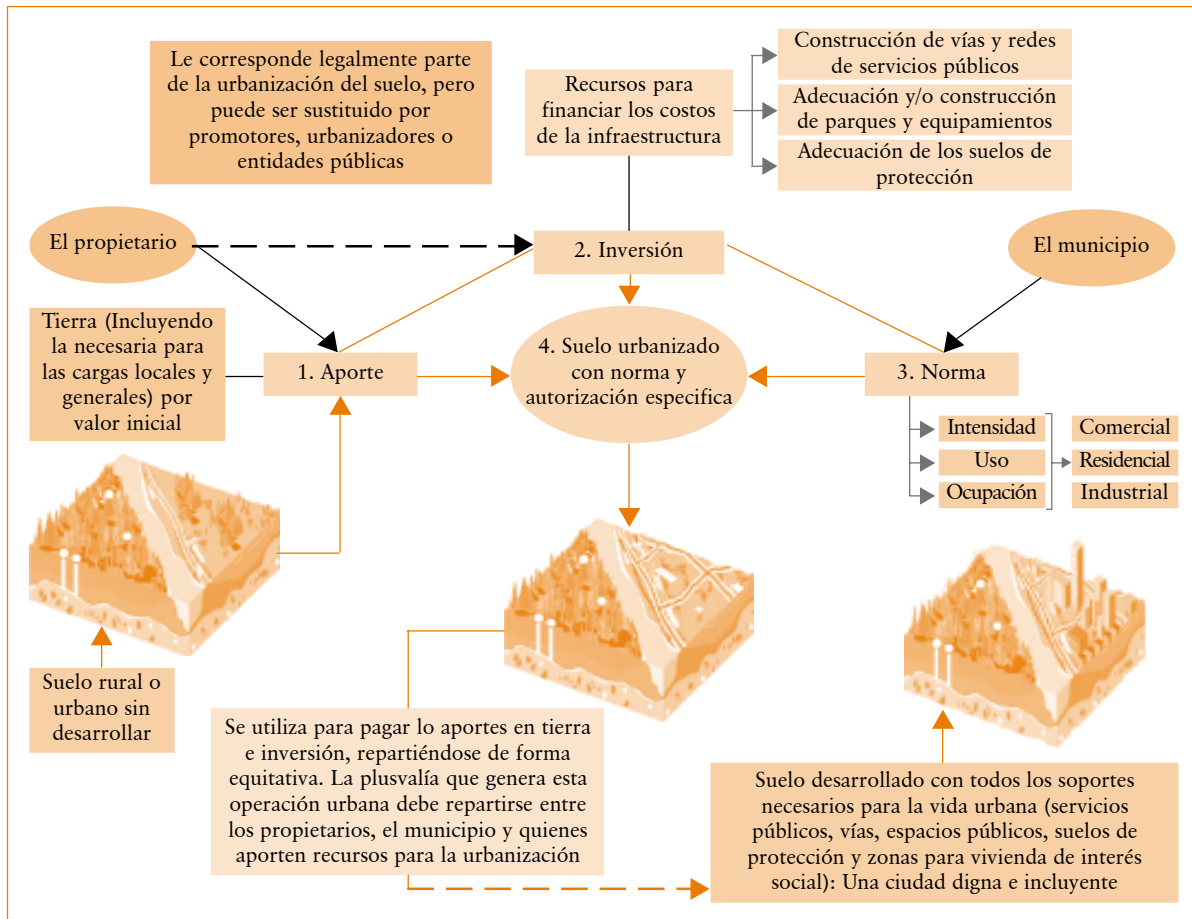 Le corresponde legalmente parte
de la urbanización del suelo, pero
puede ser sustituido por
promotores, urbanizadores o
entidades públicas
Recursos para
financiar los costos
de la infraestructura
Construcción de vías y redes
de servicios públicos
Adecuación y/o construcción
de parques y equipamientos
Adecuación de los suelos de
protección
El propietario
2. Inversión
El municipio
Tierra (Incluyendo
la necesaria para
las cargas locales y
generales) por
valor inicial
1. Aporte
4. Suelo urbanizado
con norma y
autorización especifica
3. Norma
Intensidad
Uso
Ocupación
Comercial
Residencial
Industrial
Suelo rural o
urbano sin
desarrollar
Se utiliza para pagar lo aportes en tierra
e inversión, repartiéndose de forma
equitativa. La plusvalía que genera esta
operación urbana debe repartirse entre
los propietarios, el municipio y quienes
aporten recursos para la urbanización
Suelo desarrollado con todos los soportes
necesarios para la vida urbana (servicios
públicos, vías, espacios públicos, suelos de
protección y zonas para vivienda de interés
social): Una ciudad digna e incluyente